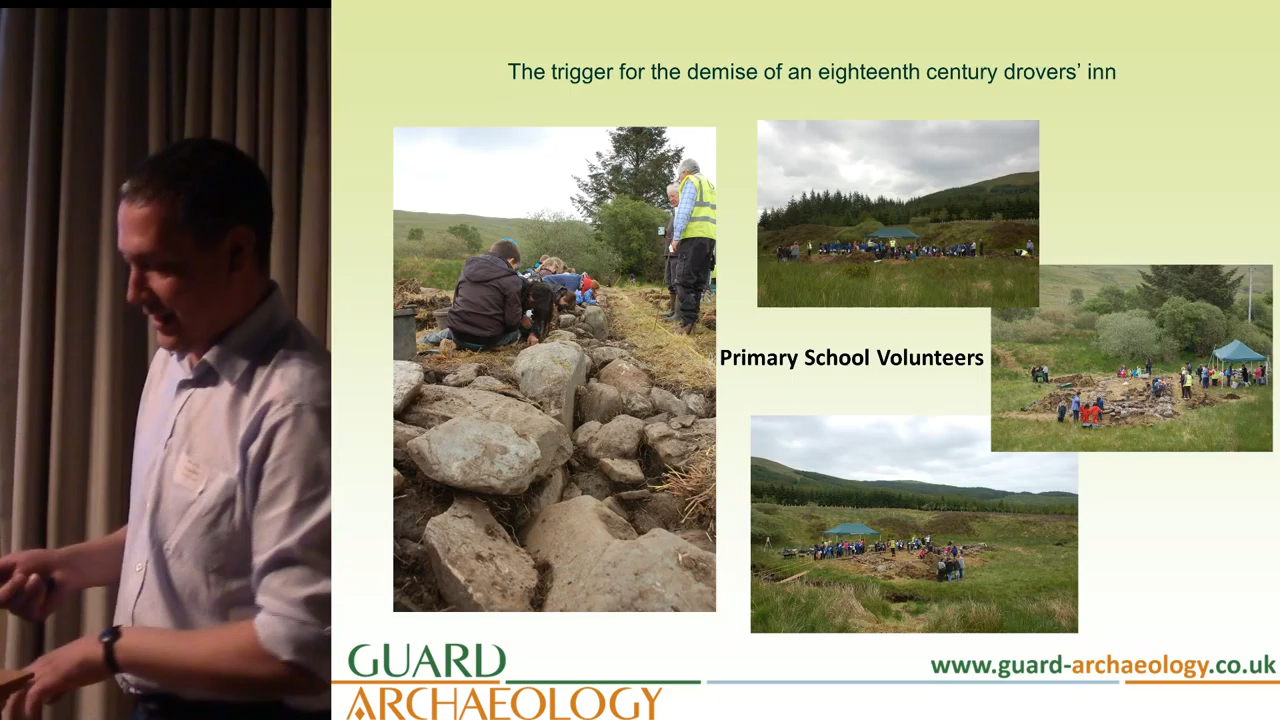 The trigger for the demise of an eighteenth century drovers’ inn
Primary School Volunteers
GUARD
ARCHAEOLOGY
www.guard-archaeology.co.uk